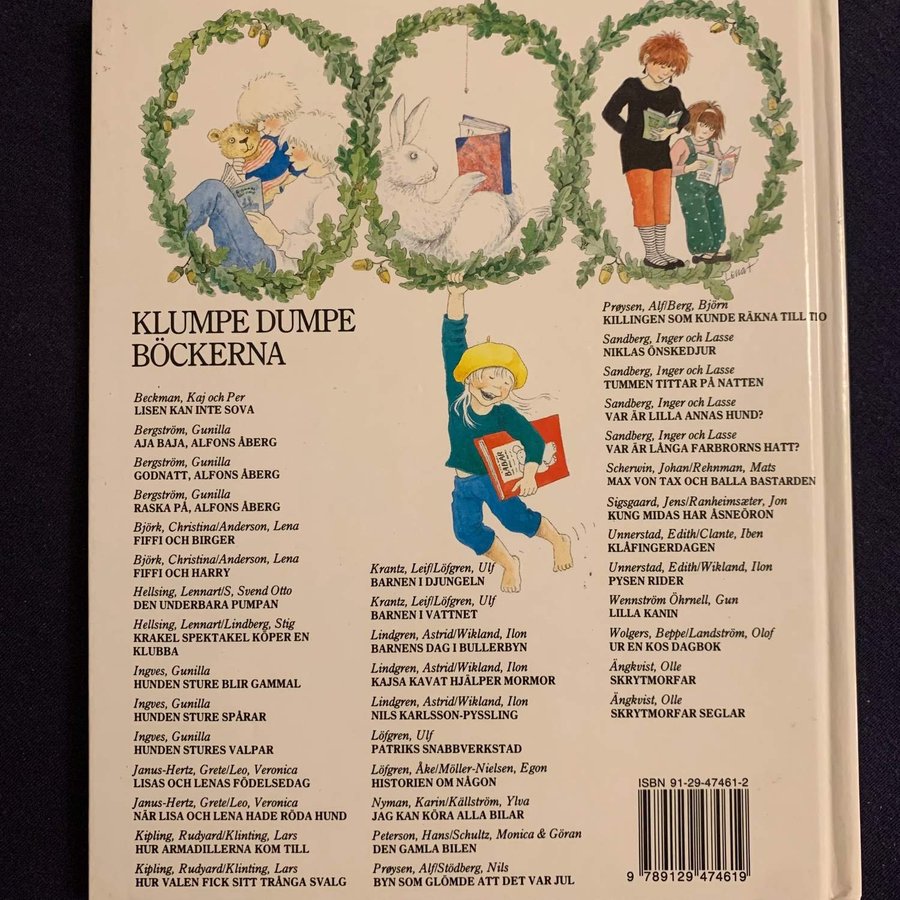 KLUMPE DUMPE
BÖCKERNA
Beckman, Kaj och Per
LISEN KAN INTE SOVA
Bergström, Gunilla
AJA BAJA, ALFONS ÅBERG
Bergström, Gunilla
GODNATT, ALFONS ÅBERG
Bergström, Gunilla
RASKA PÅ, ALFONS ÅBERG
Björk, Christina/Anderson, Lena
FIFFI OCH BIRGER
Björk, Christina/Anderson, Lena
FIFFI OCH HARRY
Hellsing, Lennart/S, Svend Otto
DEN UNDERBARA PUMPAN
Hellsing, Lennart/Lindberg, Stig
KRAKEL SPEKTAKEL KÖPER EN
KLUBBA
Ingves, Gunilla
HUNDEN STURE BLIR GAMMAL
Ingves, Gunilla
HUNDEN STURE SPÅRAR
Ingves, Gunilla
HUNDEN STURES VALPAR
Janus-Hertz, Grete/Leo, Veronica
LISAS OCH LENAS FÖDELSEDAG
Janus-Hertz, Grete/Leo, Veronica
NÄR LISA OCH LENA HADE RÖDA HUND
Kipling, Rudyard/Klinting, Lars
HUR ARMADILLERNA KOM TILL
Kipling, Rudyard/Klinting, Lars
HUR VALEN FICK SITT TRÅNGA SVALG
BABAR
Krantz, Leif/Löfgren, Ulf
BARNEN I DJUNGELN
Krantz, Leif/Löfgren, Ulf
BARNEN I VATTNET
Lindgren, Astrid/Wikland, Ilon
BARNENS DAG I BULLERBYN
Lindgren, Astrid/Wikland, Ilon
KAJSA KAVAT HJÄLPER MORMOR
Lindgren, Astrid/Wikland, Ilon
NILS KARLSSON-PYSSLING
Löfgren, Ulf
PATRIKS SNABBVERKSTAD
Löfgren, Åke/Möller-Nielsen, Egon
HISTORIEN OM NÅGON
Nyman, Karin/Källström, Ylva
JAG KAN KÖRA ALLA BILAR
Peterson, Hans/Schultz, Monica & Göran
DEN GAMLA BILEN
Prøysen, Alf/Stödberg, Nils
BYN SOM GLÖMDE ATT DET VAR JUL
Prøysen, Alf/Berg, Björn
KILLINGEN SOM KUNDE RÄKNA TILL TIO
Sandberg, Inger och Lasse
NIKLAS ÖNSKEDJUR
Sandberg, Inger och Lasse
TUMMEN TITTAR PÅ NATTEN
Sandberg, Inger och Lasse
VAR ÄR LILLA ANNAS HUND?
Sandberg, Inger och Lasse
VAR ÄR LÅNGA FARBRORNS HATT?
Scherwin, Johan/Rehnman, Mats
MAX VON TAX OCH BALLA BASTARDEN
Sigsgaard, Jens/Ranheimsæter, Jon
KUNG MIDAS HAR ÅSNEÖRON
Unnerstad, Edith/Clante, Iben
KLÅFINGERDAGEN
Unnerstad, Edith/Wikland, Ilon
PYSEN RIDER
Wennström Öhrnell, Gun
LILLA KANIN
Wolgers, Beppe/Landström, Olof
UR EN KOS DAGBOK
Ängkvist, Olle
SKRYTMORFAR
Ängkvist, Olle
SKRYTMORFAR SEGLAR
ISBN 91-29-47461-2
9 789129 474619